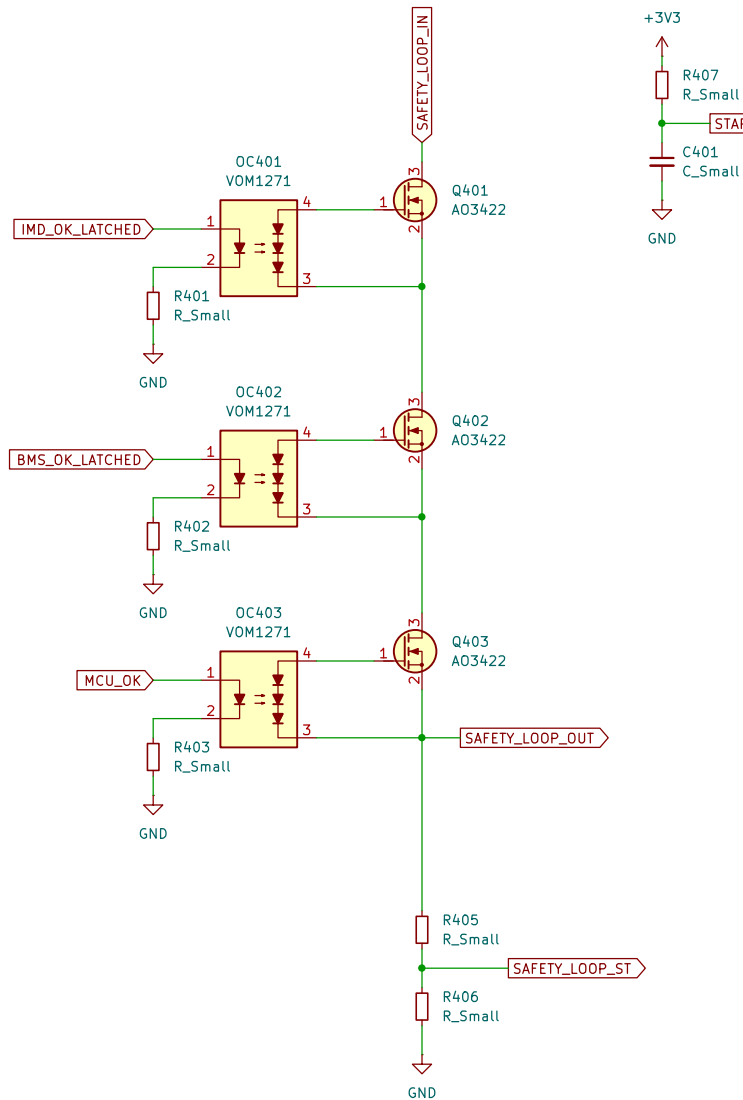 SAFETY_LOOP_IN
+3V3
R407
R_Small
C401
C_Small
GND
OC401
VOM1271
IMD_OK_LATCHED
1
2
4
3
R401
R_Small
GND
3
1
2
Q401
AO3422
OC402
VOM1271
BMS_OK_LATCHED
1
2
4
3
R402
R_Small
GND
3
1
2
Q402
AO3422
OC403
VOM1271
MCU_OK
1
2
4
3
R403
R_Small
GND
3
1
2
Q403
AO3422
SAFETY_LOOP_OUT
R405
R_Small
SAFETY_LOOP_ST
R406
R_Small
GND